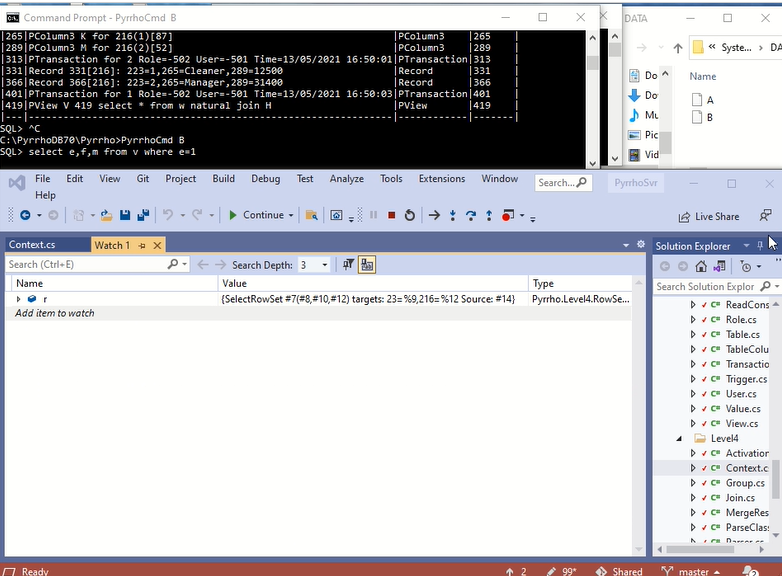 Command Prompt - PyrrhoCmd B
|265|PColumn3 K for 216(1)[87] |PColumn3 |265 |
|289|PColumn3 M for 216(2)[52] |PColumn3 |289 |
|313|PTransaction for 2 Role=-502 User=-501 Time=13/05/2021 16:50:01|PTransaction|313 |
|331|Record 331[216]: 223=1,265=Cleaner,289=12500 |Record |331 |
|366|Record 366[216]: 223=2,265=Manager,289=31400 |Record |366 |
|401|PTransaction for 1 Role=-502 User=-501 Time=13/05/2021 16:50:03|PTransaction|401 |
|419|PView V 419 select * from w natural join H |PView |419 |
SQL> ^C
C:\PyrrhoDB70\Pyrrho>PyrrhoCmd B
SQL> select e,f,m from v where e=1
DATA
« Syste... › DA
Name
Do
Do
Mu
Pic
Vid
A
B
File Edit View Git Project Build Debug Test Analyze Tools Extensions Window
Help
Search...
PyrrhoSvr
Continue
Live Share
Context.cs
Watch 1
Search (Ctrl+E)
Search Depth: 3
Name Value Type
r {SelectRowSet #7(#8,#10,#12) targets: 23=%9,216=%12 Source: #14} Pyrrho.Level4.RowSe...
Add item to watch
Solution Explorer
Search Solution Explor
ReadCons
Role.cs
Table.cs
TableColu
Transactio
Trigger.cs
User.cs
Value.cs
View.cs
Level4
Activation
Context.c
Group.cs
Join.cs
MergeRes
ParseClas
Parser.cs
Ready
2
99*
Shared
master
2